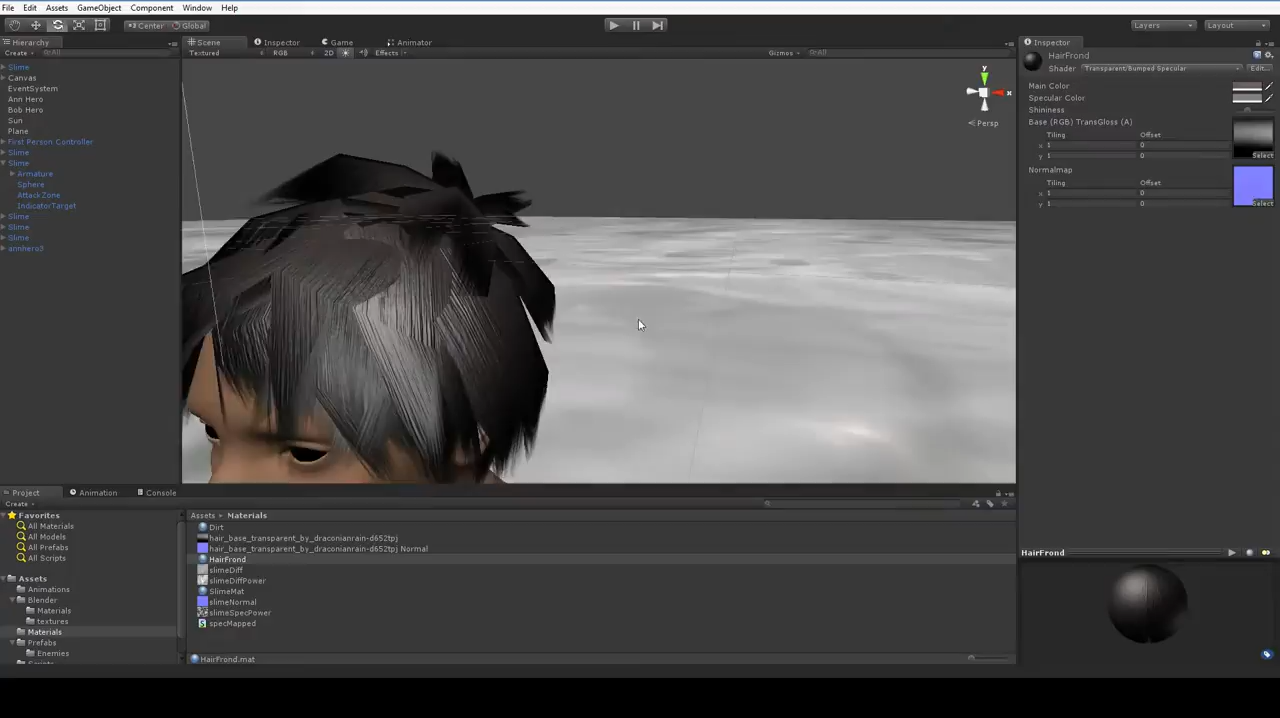 File Edit Assets GameObject Component Window Help
Center Global
Layers Layout
Hierarchy
Create All
Slime
Canvas
EventSystem
Ann Hero
Bob Hero
Sun
Plane
First Person Controller
Slime
Slime
Armature
Sphere
AttackZone
IndicatorTarget
Slime
Slime
Slime
annhero3
Scene Inspector Game Animator
Textured RGB 2D Effects Gizmos All
y
x
Persp
Inspector
HairFrond
Shader Transparent/Bumped Specular Edit...
Main Color
Specular Color
Shininess
Base (RGB) TransGloss (A)
Tiling Offset
x 1 0
y 1 0
Select
Normalmap
Tiling Offset
x 1 0
y 1 0
Select
Project Animation Console
Create
Favorites
All Materials
All Models
All Prefabs
All Scripts
Assets
Animations
Blender
Materials
textures
Materials
Prefabs
Enemies
Scripts
Assets Materials
Dirt
hair_base_transparent_by_draconianrain-d652tpj
hair_base_transparent_by_draconianrain-d652tpj Normal
HairFrond
slimeDiff
slimeDiffPower
SlimeMat
slimeNormal
slimeSpecPower
specMapped
HairFrond.mat
HairFrond